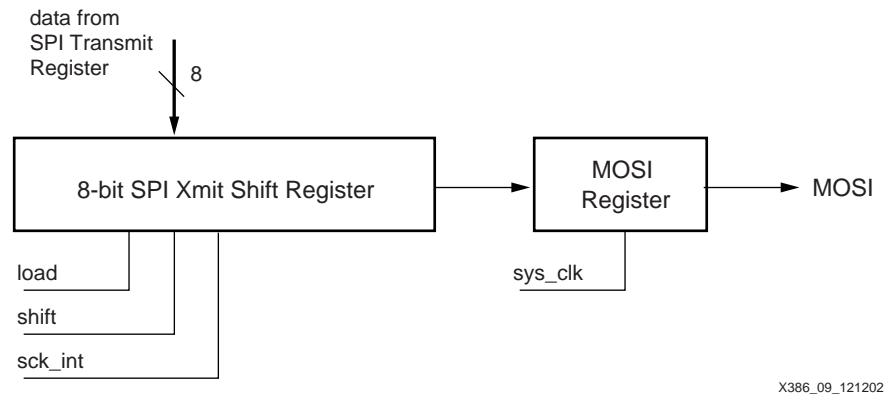 data from
SPI Transmit
Register
8
8-bit SPI Xmit Shift Register
MOSI
Register
MOSI
load
sys_clk
shift
sck_int
X386_09_121202